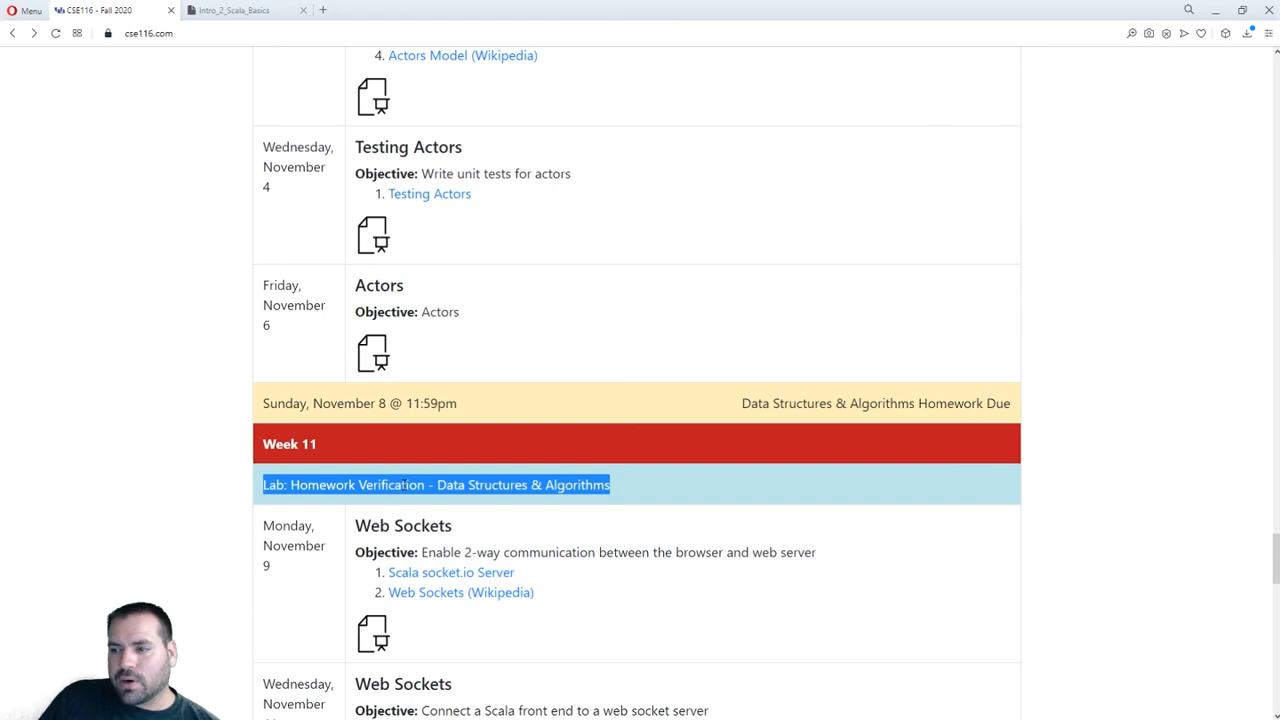 Menu
CSE116 - Fall 2020
Intro_2_Scala_Basics
cse116.com
4. Actors Model (Wikipedia)
Wednesday,
November
4
Testing Actors
Objective: Write unit tests for actors
1. Testing Actors
Friday,
November
6
Actors
Objective: Actors
Sunday, November 8 @ 11:59pm
Data Structures & Algorithms Homework Due
Week 11
Lab: Homework Verification - Data Structures & Algorithms
Monday,
November
9
Web Sockets
Objective: Enable 2-way communication between the browser and web server
1. Scala socket.io Server
2. Web Sockets (Wikipedia)
Wednesday,
November
Web Sockets
Objective: Connect a Scala front end to a web socket server